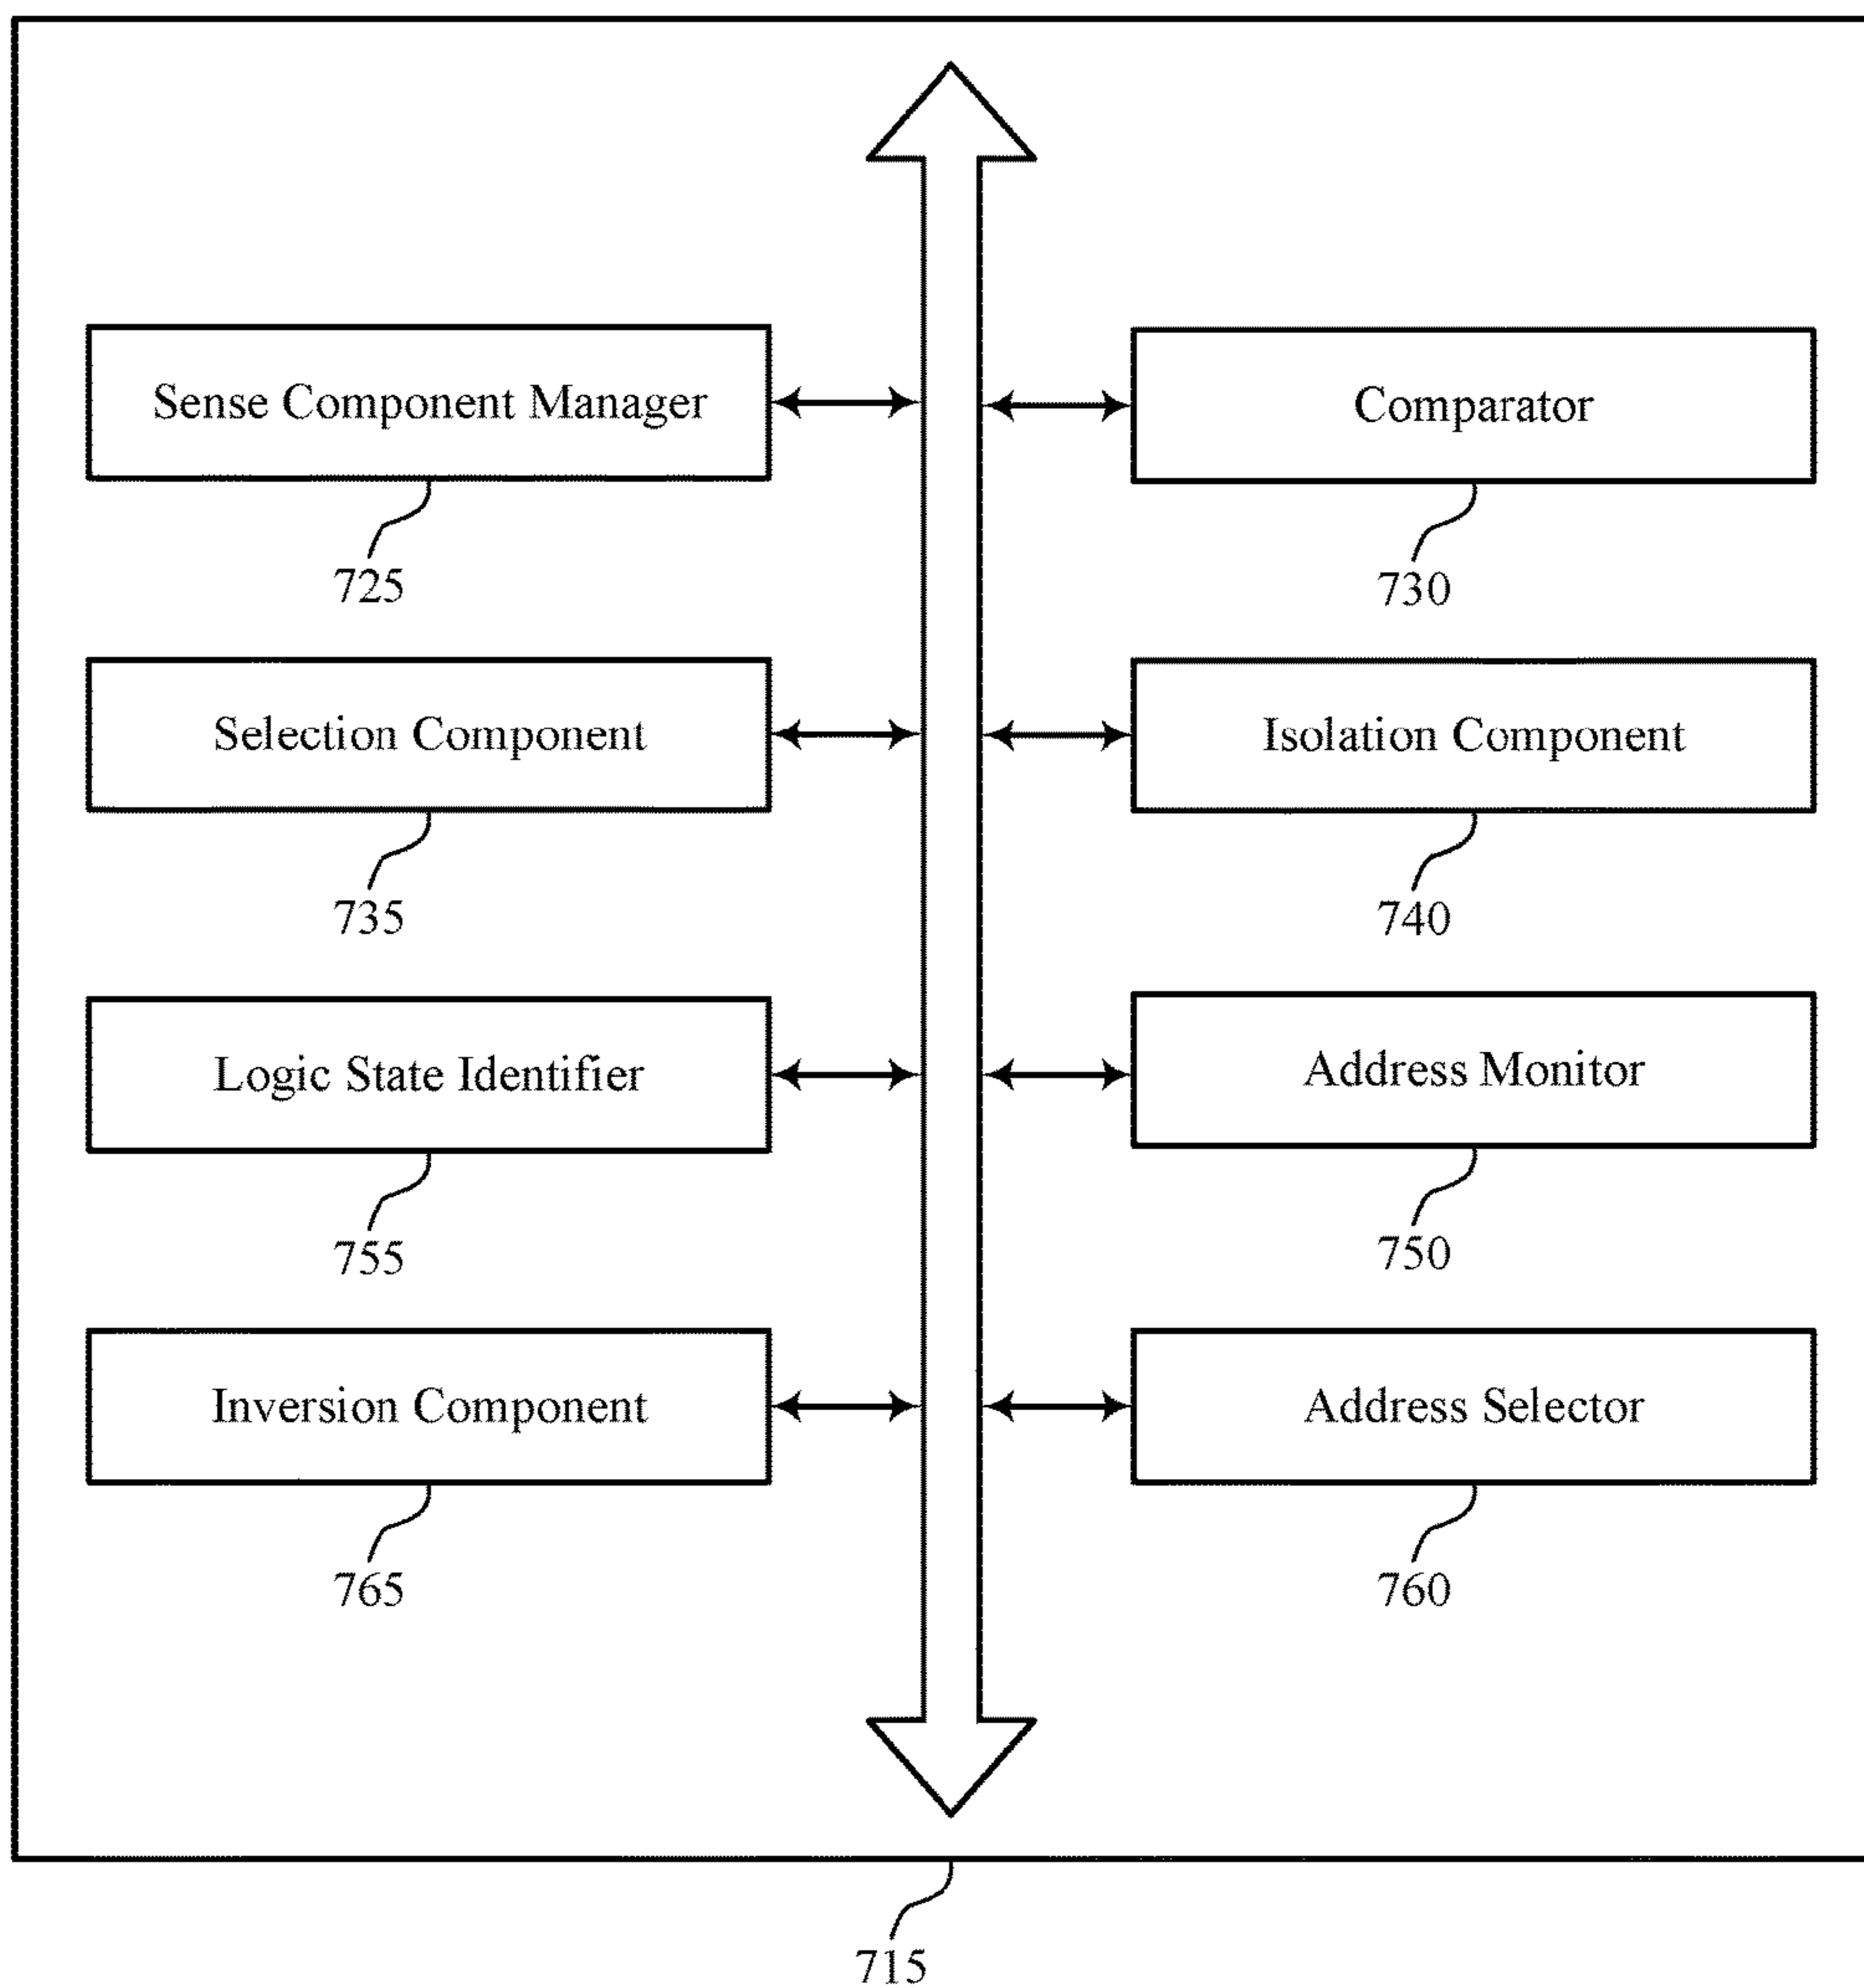 Sense Component Manager
Comparator
725
730
Selection Component
Isolation Component
735
740
Logic State Identifier
Address Monitor
755
750
Inversion Component
Address Selector
765
760
715